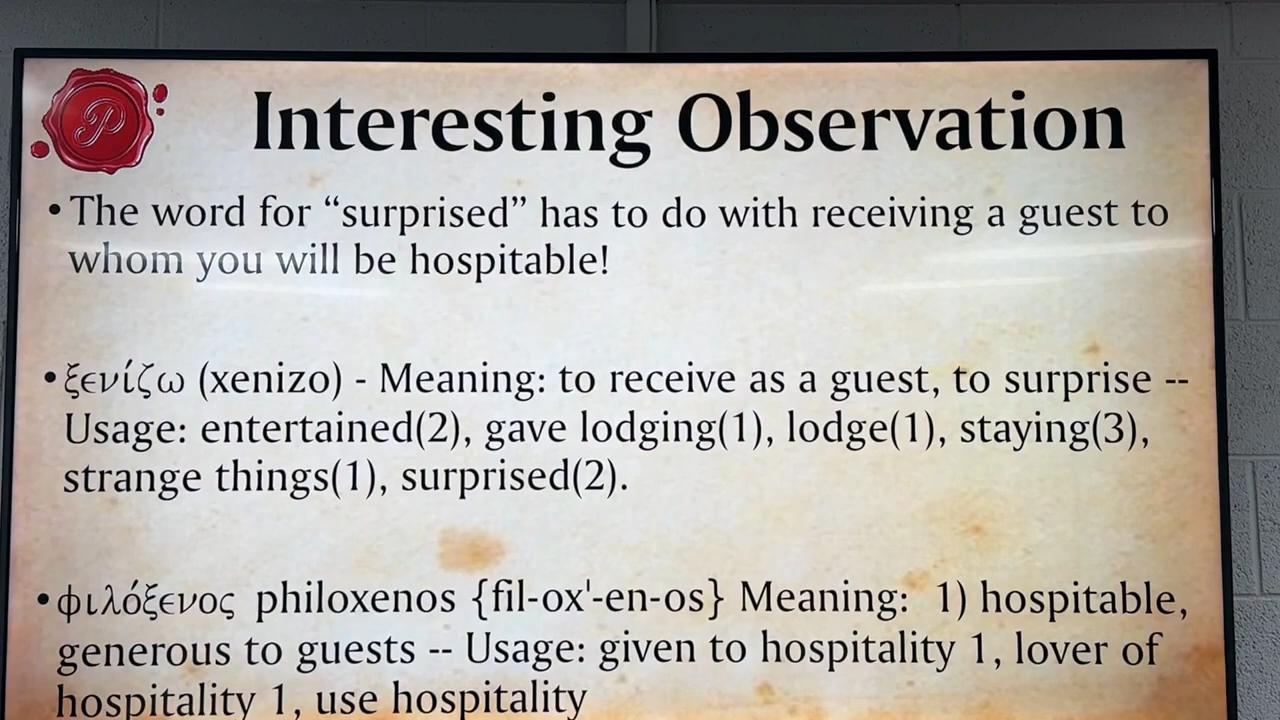 P
Interesting Observation
• The word for “surprised” has to do with receiving a guest to
whom you will be hospitable!
• ξενίζω (xenizo) - Meaning: to receive as a guest, to surprise --
Usage: entertained(2), gave lodging(1), lodge(1), staying(3),
strange things(1), surprised(2).
• φιλόξενος philoxenos {fil-ox'-en-os} Meaning: 1) hospitable,
generous to guests -- Usage: given to hospitality 1, lover of
hospitality 1, use hospitality